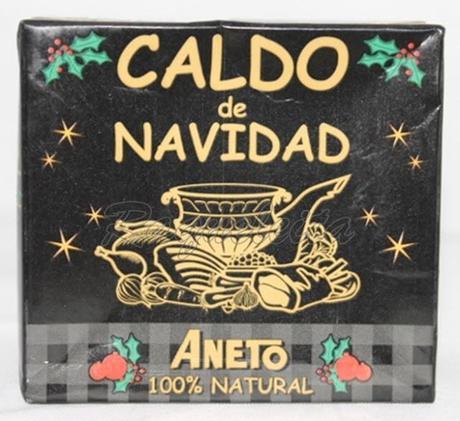 CALDO
de
NAVIDAD
ANETO
100% NATURAL